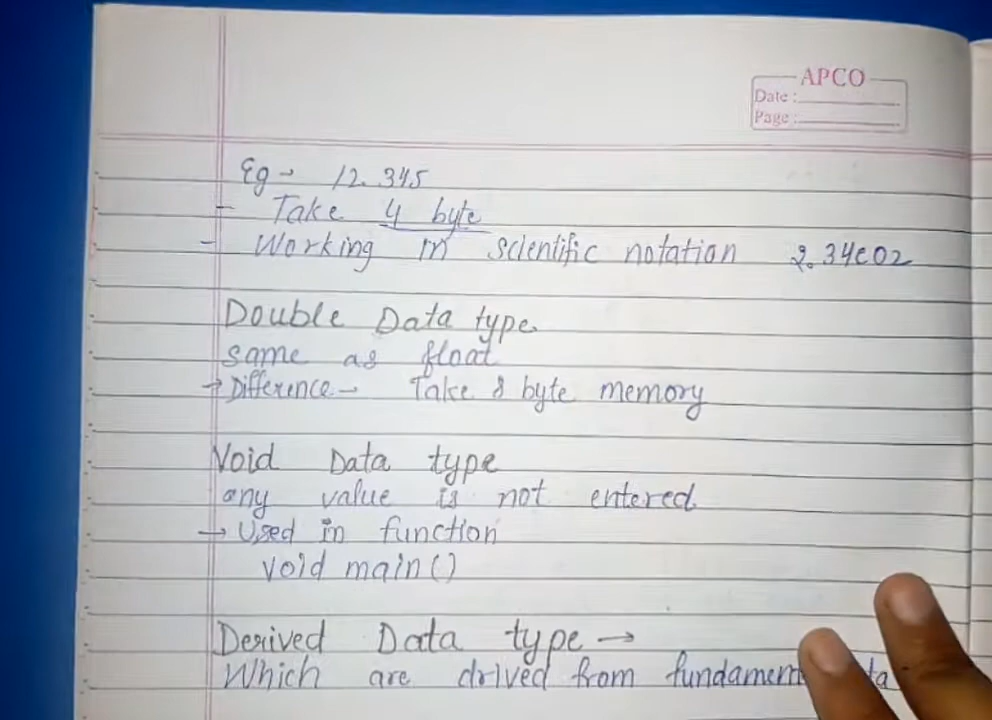 APCO
Date :
Page :
Eg → 12.345
- Take 4 byte
- Working in scientific notation 2.34e02
Double Data type
same as float
→ Difference - Take 8 byte memory
Void Data type
any value is not entered.
→ Used in function
void main()
Derived Data type →
Which are drived from